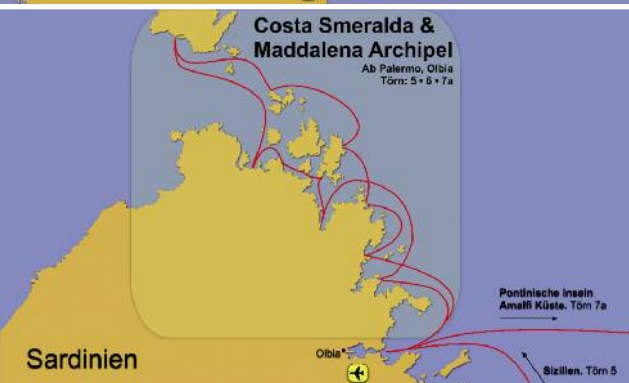 Costa Smeralda &
Maddalena Archipel
Ab Palermo, Olbia
Törn: 5 • 6 • 7a
Pontinische Inseln
Amalfi Küste. Törn 7a
Olbia
Sardinien
Sizilien. Törn 5